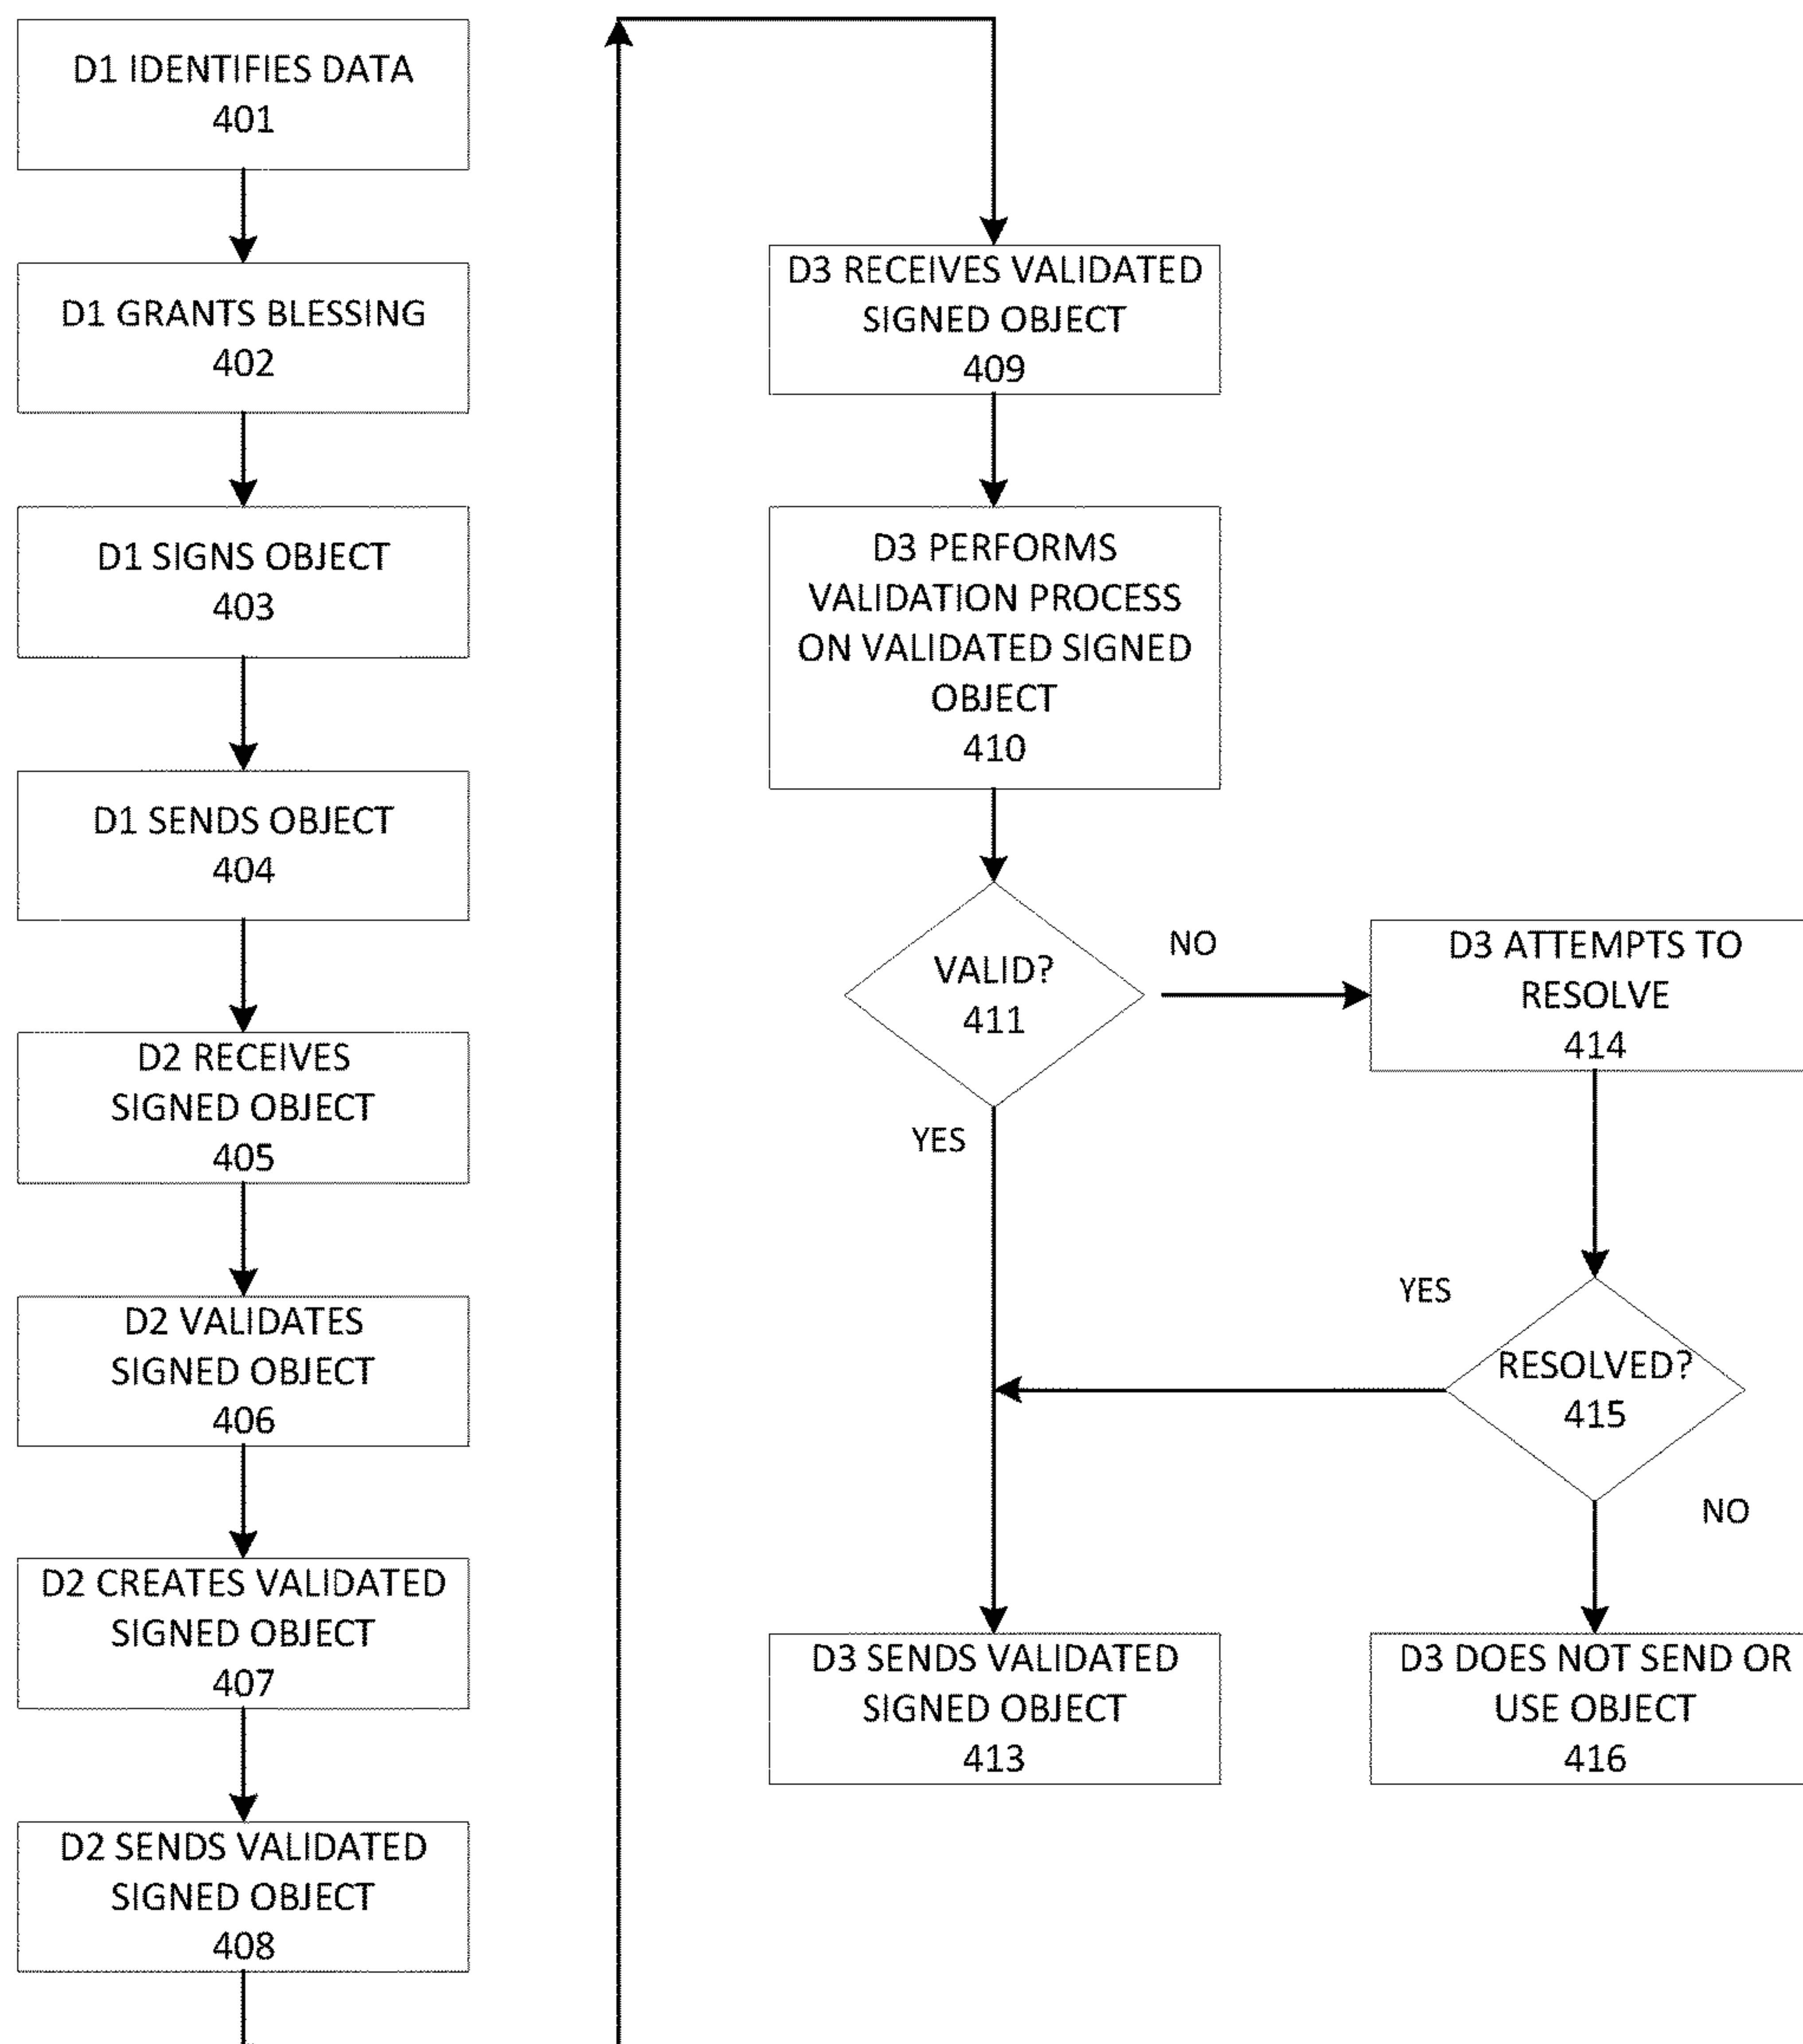 D1 IDENTIFIES DATA
401
D1 GRANTS BLESSING
402
D1 SIGNS OBJECT
403
D1 SENDS OBJECT
404
D2 RECEIVES
SIGNED OBJECT
405
D2 VALIDATES
SIGNED OBJECT
406
D2 CREATES VALIDATED
SIGNED OBJECT
407
D2 SENDS VALIDATED
SIGNED OBJECT
408
D3 RECEIVES VALIDATED
SIGNED OBJECT
409
D3 PERFORMS
VALIDATION PROCESS
ON VALIDATED SIGNED
OBJECT
410
VALID?
411
NO
YES
D3 ATTEMPTS TO
RESOLVE
414
YES
RESOLVED?
415
NO
D3 SENDS VALIDATED
SIGNED OBJECT
413
D3 DOES NOT SEND OR
USE OBJECT
416